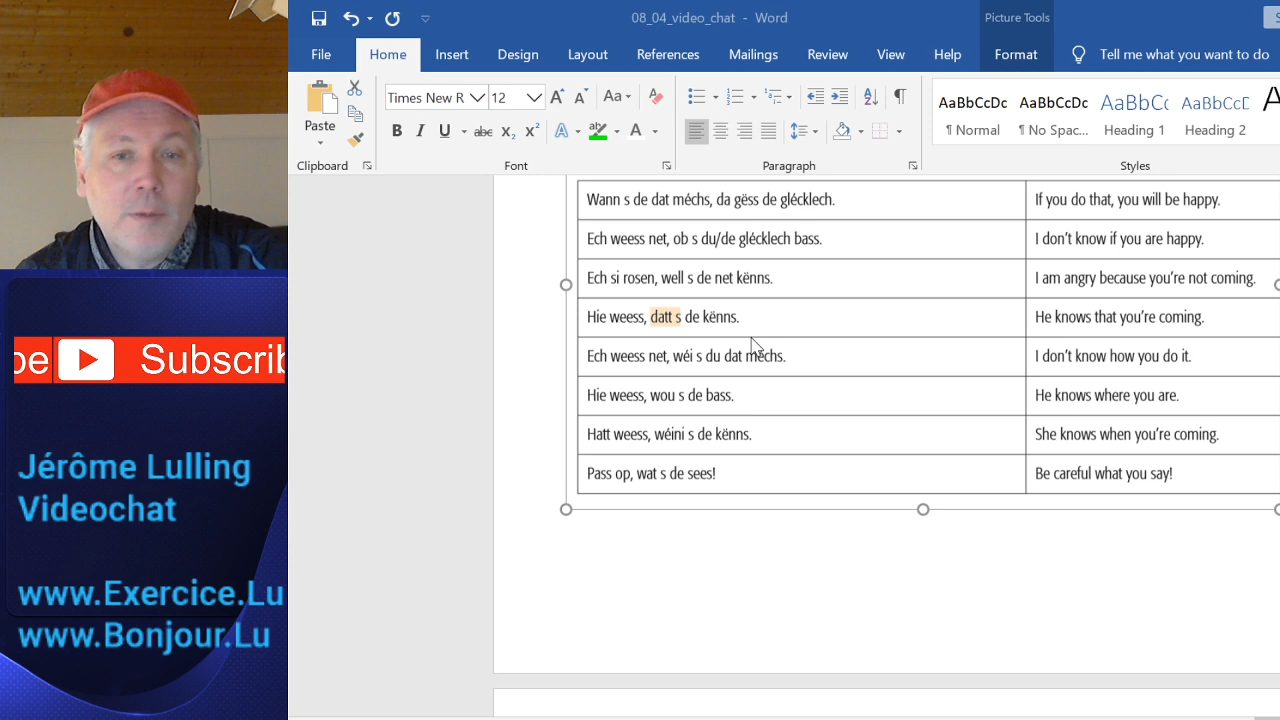 08_04_video_chat - Word
Picture Tools
File Home Insert Design Layout References Mailings Review View Help Format Tell me what you want to do
Paste
Times New R 12
Clipboard Font Paragraph Styles
AaBbCcDc AaBbCcDc AaBbCc AaBbCcE
¶ Normal ¶ No Spac... Heading 1 Heading 2
Wann s de dat méchs, da gëss de glécklech. If you do that, you will be happy.
Ech weess net, ob s du/de glécklech bass. I don't know if you are happy.
Ech si rosen, well s de net kënns. I am angry because you're not coming.
Hie weess, datt s de kënns. He knows that you're coming.
Ech weess net, wéi s du dat méchs. I don't know how you do it.
Hie weess, wou s de bass. He knows where you are.
Hatt weess, wéini s de kënns. She knows when you're coming.
Pass op, wat s de sees! Be careful what you say!
be Subscrib
Jérôme Lulling
Videochat
www.Exercice.Lu
www.Bonjour.Lu